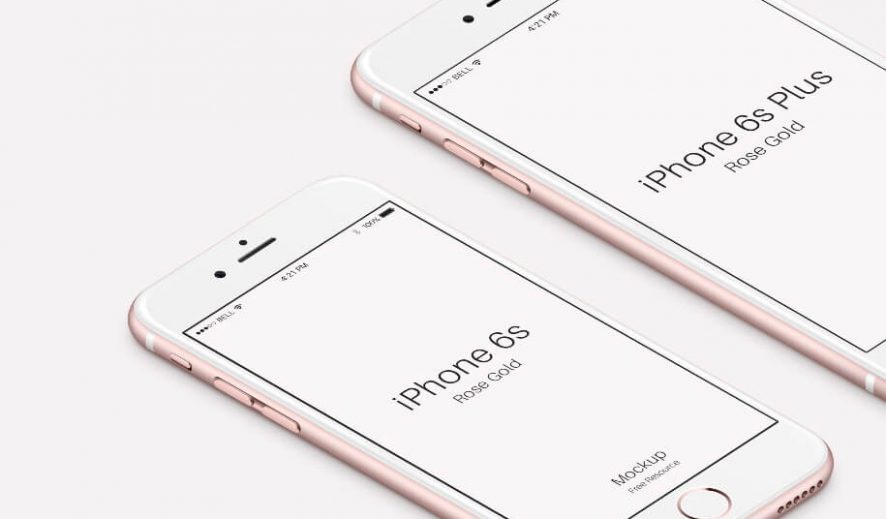 ●●●○○ BELL
4:21 PM
iPhone 6s Plus
Rose Gold
●●●○○ BELL
4:21 PM
100%
iPhone 6s
Rose Gold
Mockup
Free Resource